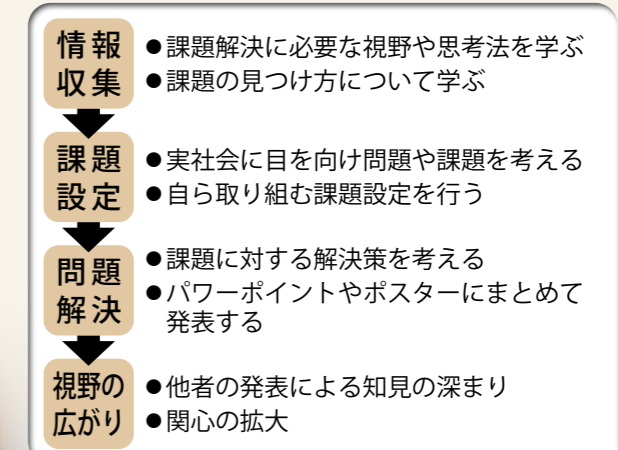 情報
収集
●課題解決に必要な視野や思考法を学ぶ
●課題の見つけ方について学ぶ
課題
設定
●実社会に目を向け問題や課題を考える
●自ら取り組む課題設定を行う
問題
解決
●課題に対する解決策を考える
●パワーポイントやポスターにまとめて
発表する
視野の
広がり
●他者の発表による知見の深まり
●関心の拡大